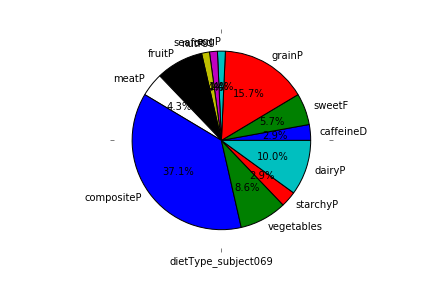 eggP
grainP
fruitP
meatP
15.7%
4.3%
sweetF
5.7%
caffeineD
2.9%
10.0%
dairyP
37.1%
2.9%
starchyP
8.6%
compositeP
vegetables
dietType_subject069